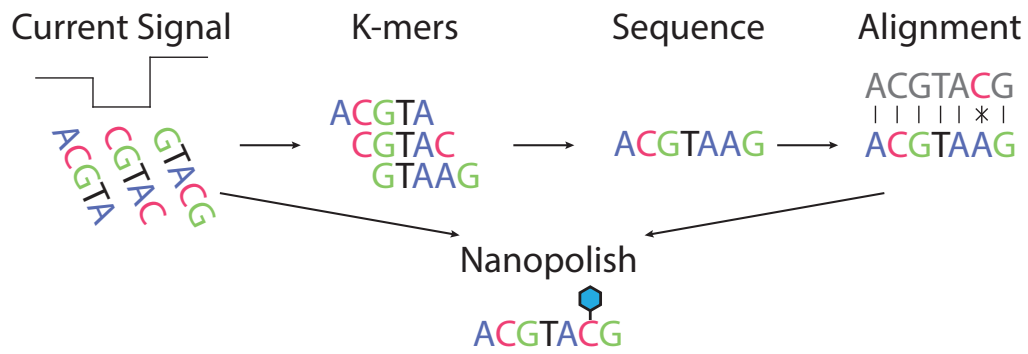 Current Signal
K-mers
Sequence
Alignment
ACGTA
CGTAC
GTACG
ACGTA
CGTAC
GTAAG
ACGTAAG
ACGTACG
ACGTAAG
Nanopolish
ACGTACG